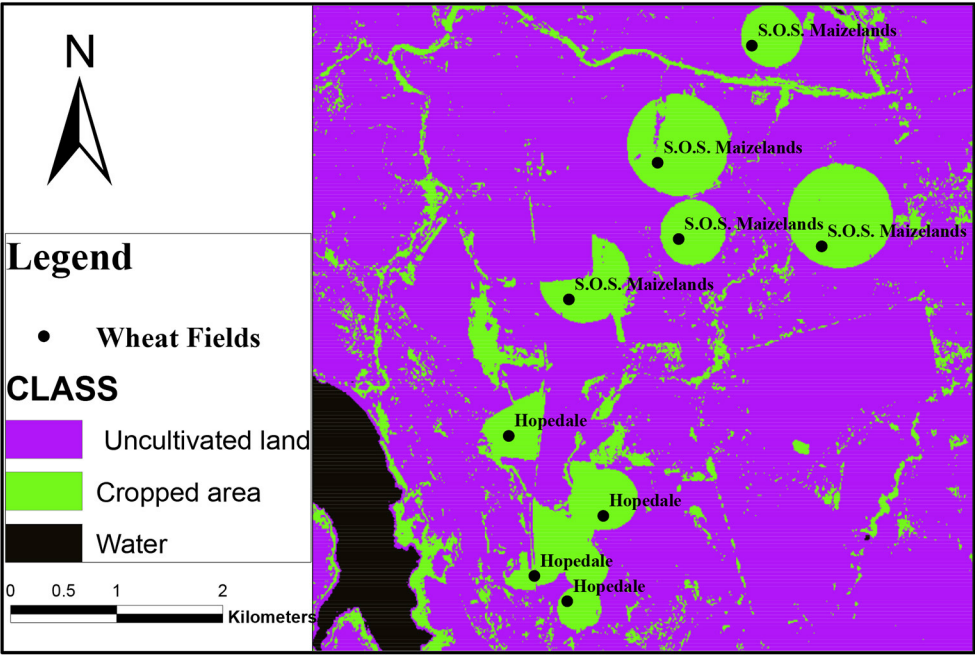 N
Legend
Wheat Fields
CLASS
Uncultivated land
Cropped area
Water
0 0.5 1 2
Kilometers
S.O.S. Maizelands
S.O.S. Maizelands
S.O.S. Maizelands
S.O.S. Maizelands
S.O.S. Maizelands
Hopedale
Hopedale
Hopedale
Hopedale